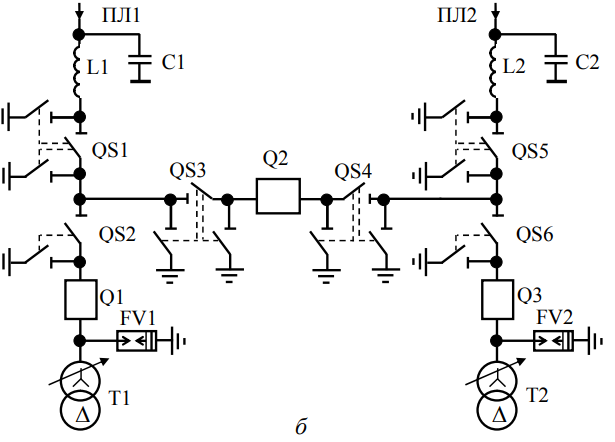 ПЛ1 ПЛ2
L1 C1 L2 C2
QS1 QS3 Q2 QS4 QS5
QS2 QS6
Q1 Q3
FV1 FV2
T1 T2
Δ Δ
б